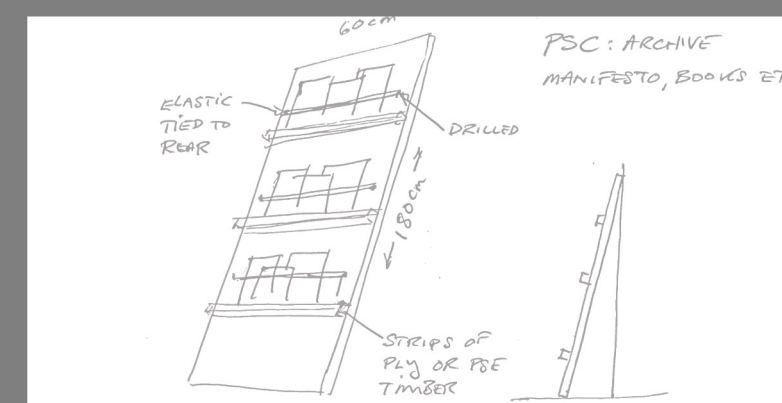 60cm
PSC: ARCHIVE
MANIFESTO, BOOKS ET
ELASTIC
TIED TO
REAR
DRILLED
180cm
STRIPS OF
PLY OR PSE
TIMBER